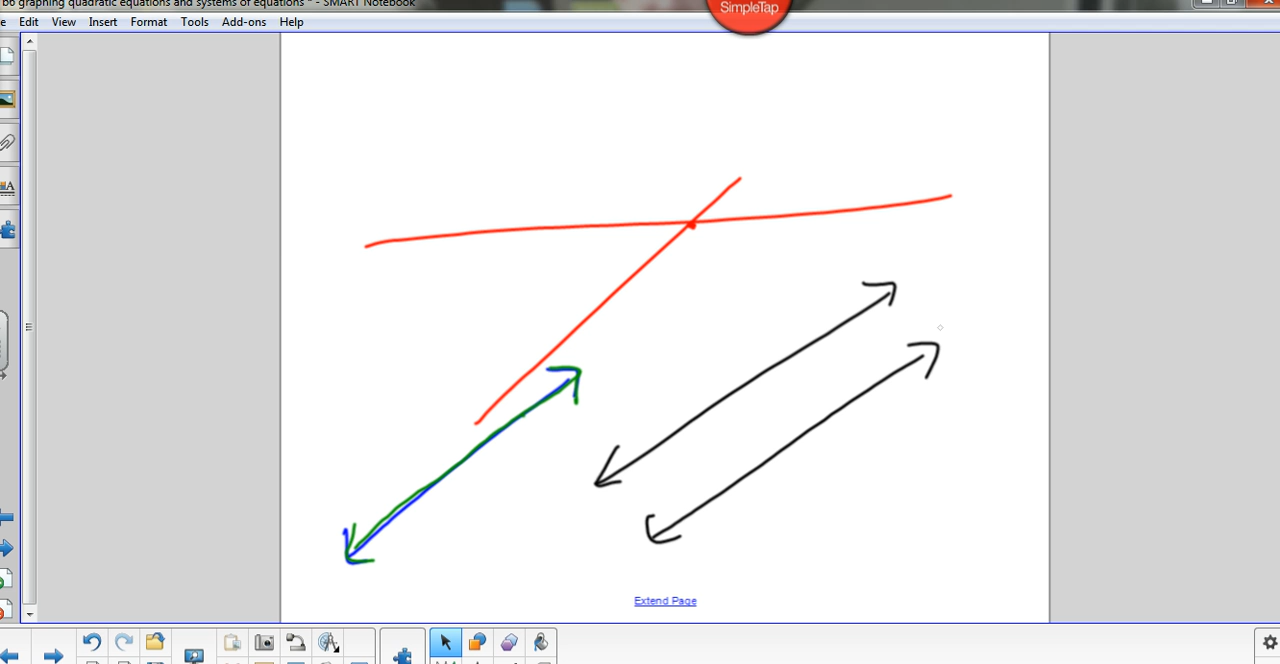 b6 graphing quadratic equations and systems of equations * - SMART Notebook
SimpleTap
Edit View Insert Format Tools Add-ons Help
Extend Page